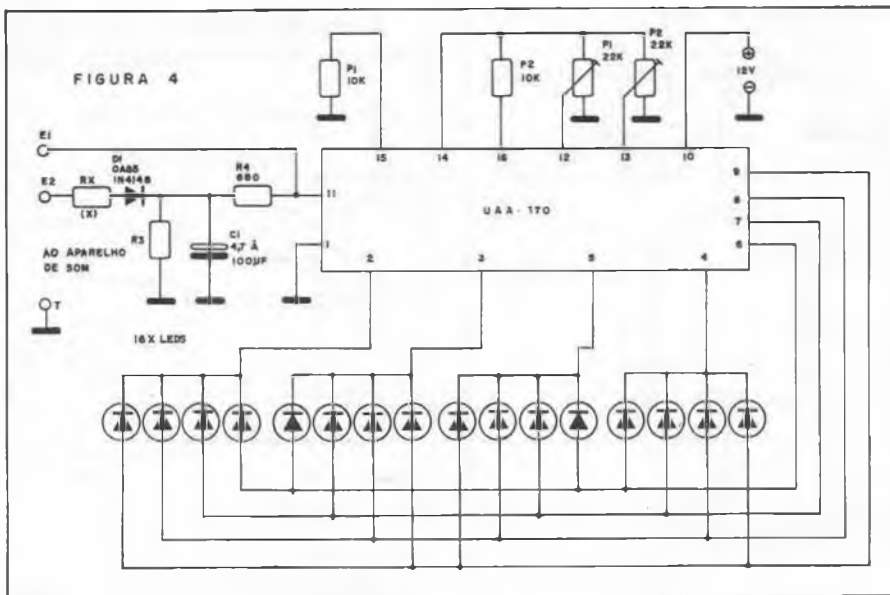 FIGURA 4
P1
10K
P2
10K
P1
22K
P2
22K
12V
E1
E2
RX
(X)
D1
OA85
1N4148
R4
680
R3
C1
4,7 Å
100µF
AO APARELHO
DE SOM
T
15
14
16
12
13
10
11
1
UAA-170
9
8
7
6
2
3
5
4
16X LEDS